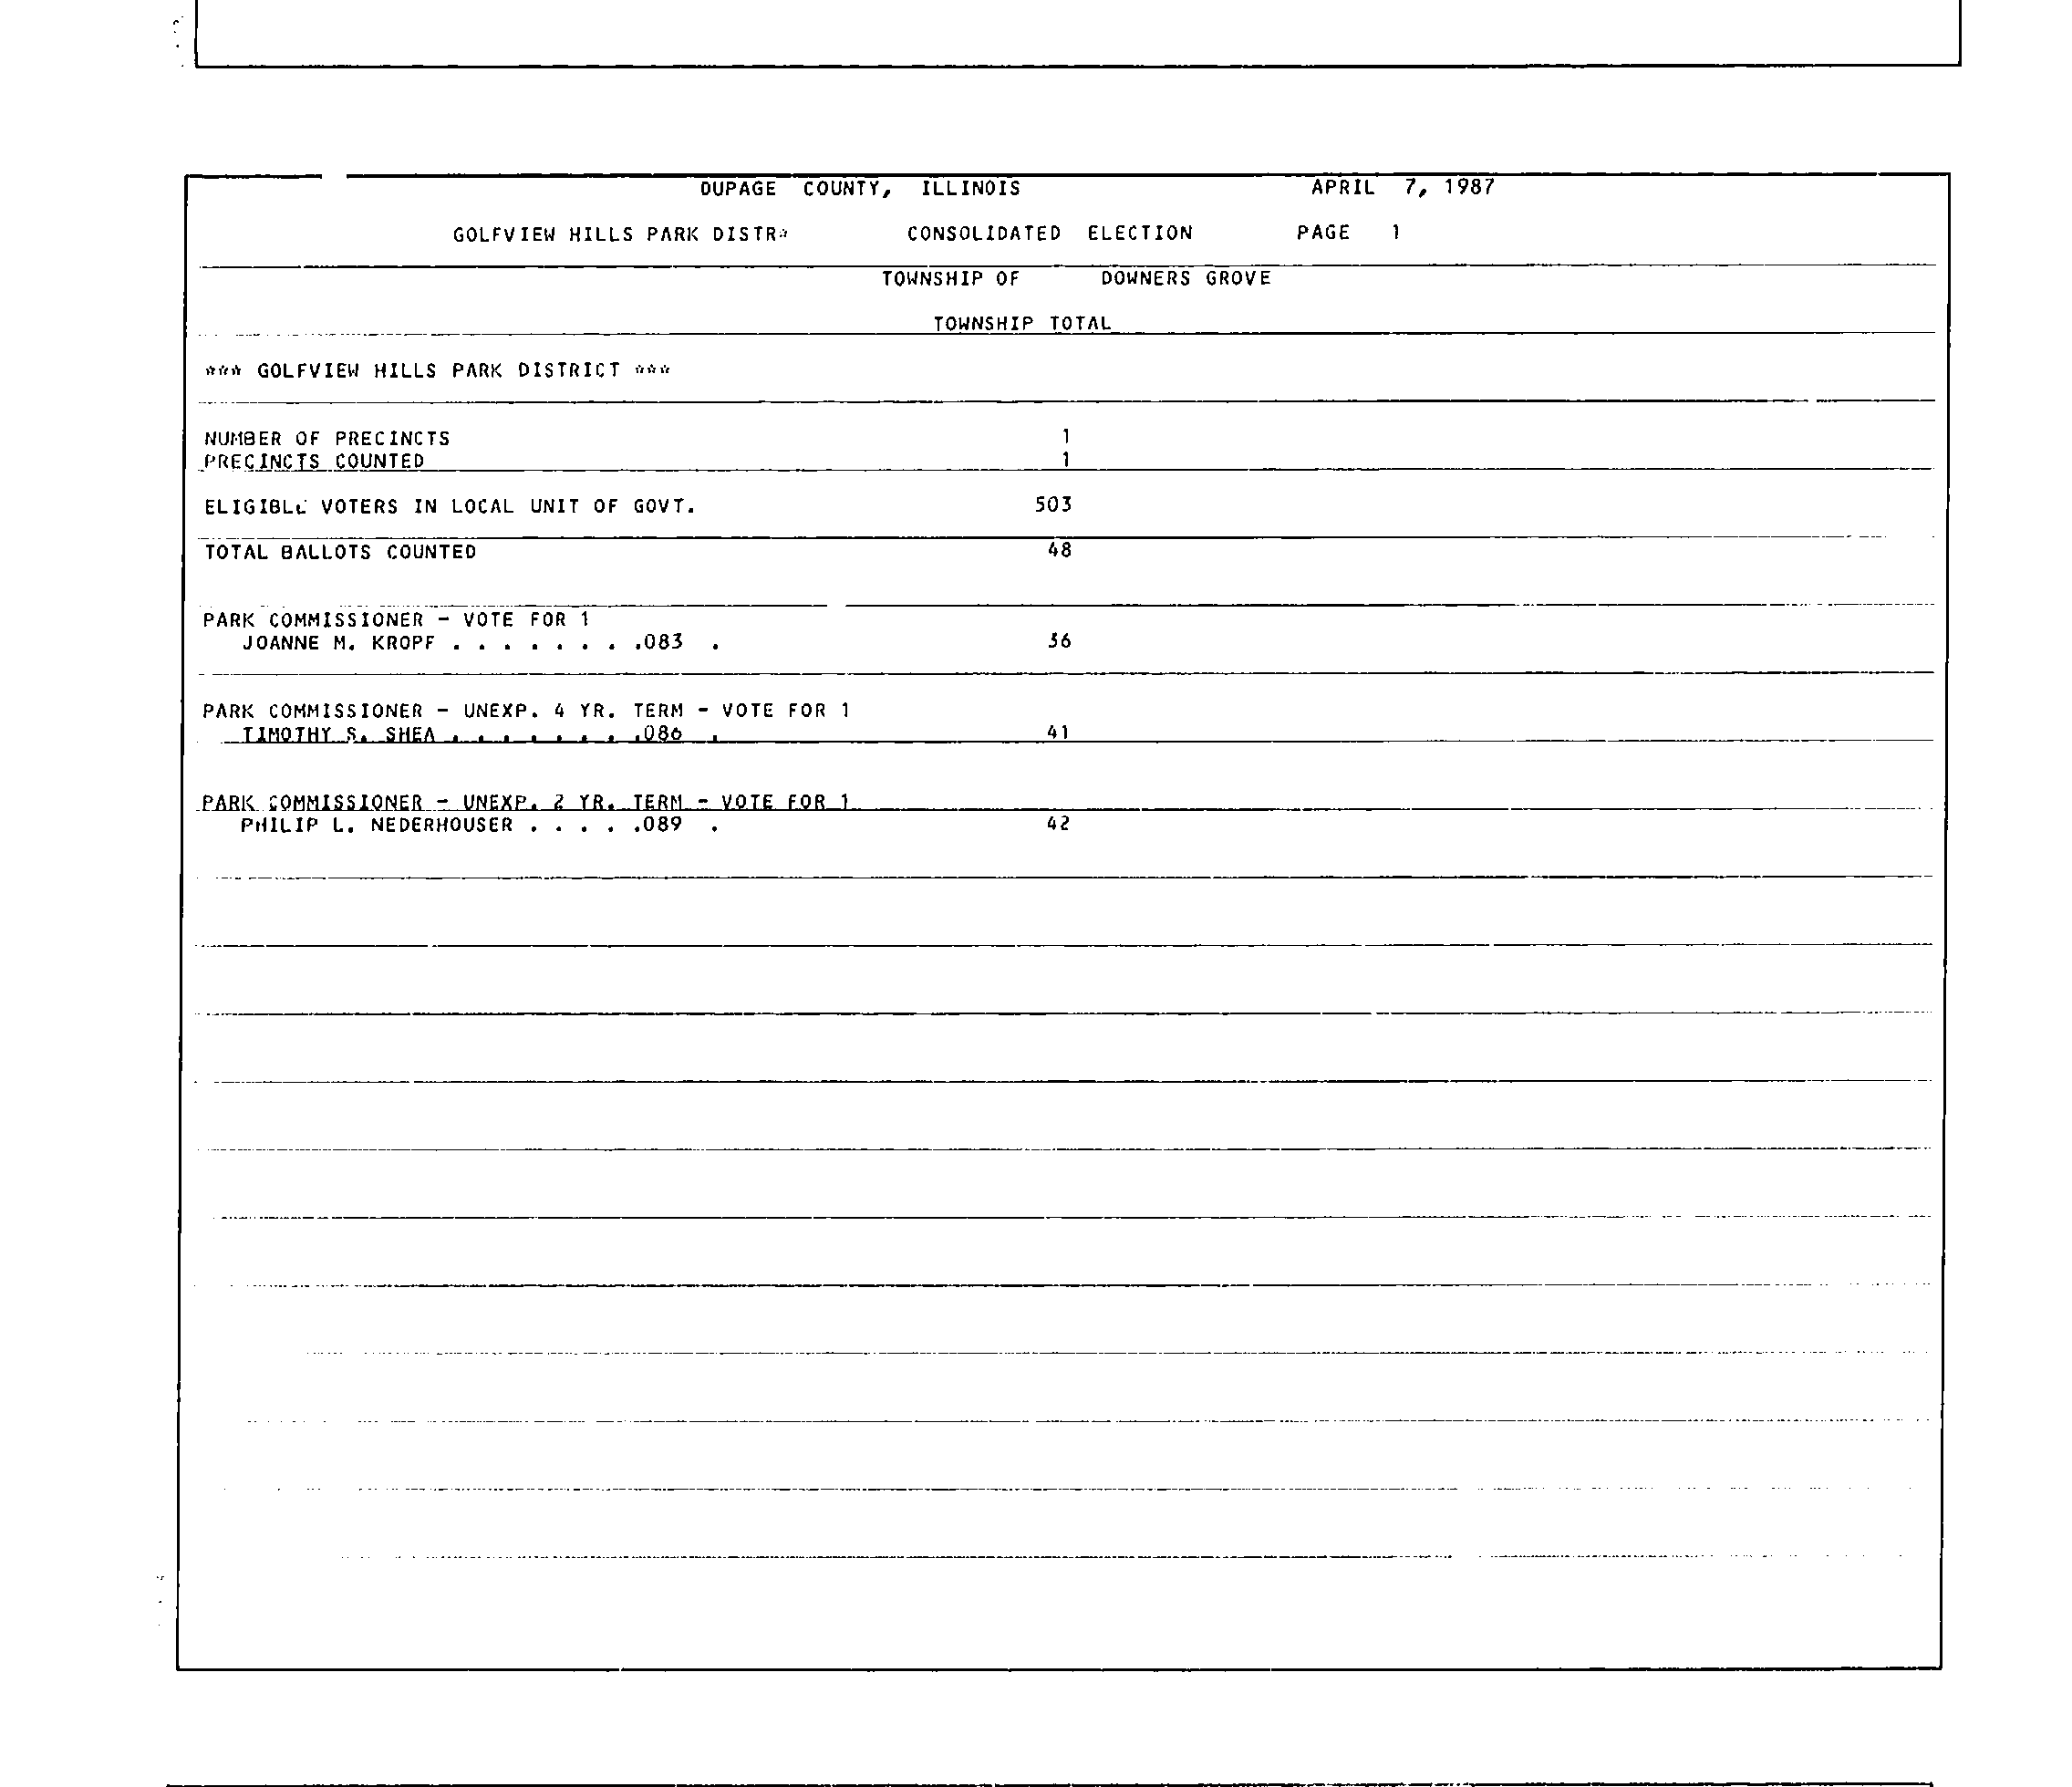 DUPAGE COUNTY, ILLINOIS APRIL 7, 1987
GOLFVIEW HILLS PARK DISTR* CONSOLIDATED ELECTION PAGE 1
TOWNSHIP OF DOWNERS GROVE
TOWNSHIP TOTAL
*** GOLFVIEW HILLS PARK DISTRICT ***
NUMBER OF PRECINCTS 1
PRECINCTS COUNTED 1
ELIGIBLE VOTERS IN LOCAL UNIT OF GOVT. 503
TOTAL BALLOTS COUNTED 48
PARK COMMISSIONER - VOTE FOR 1
JOANNE M. KROPF . . . . . . . .083 . 36
PARK COMMISSIONER - UNEXP. 4 YR. TERM - VOTE FOR 1
TIMOTHY S. SHEA . . . . . . . .086 . 41
PARK COMMISSIONER - UNEXP. 2 YR. TERM - VOTE FOR 1
PHILIP L. NEDERHOUSER . . . . .089 . 42